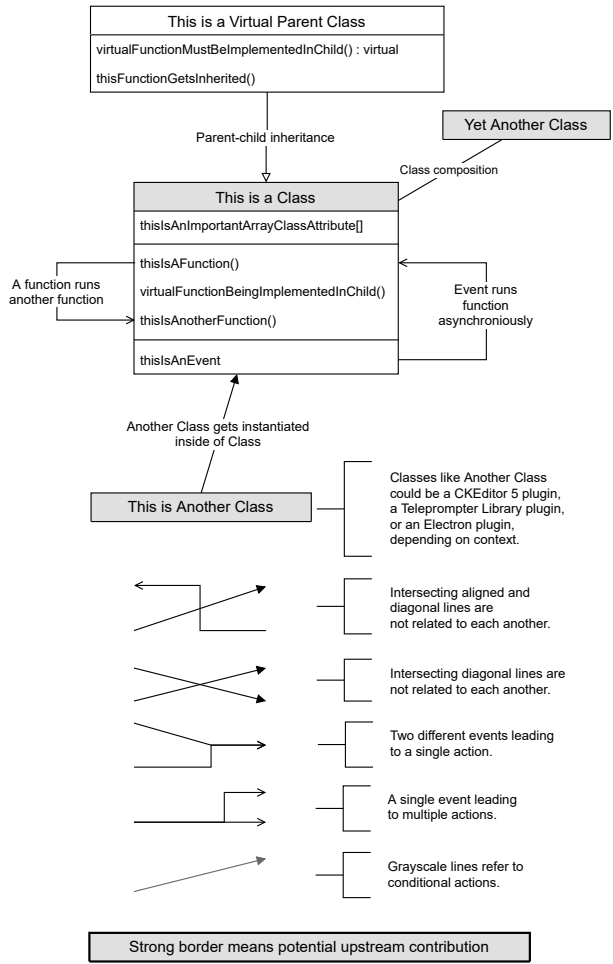 This is a Virtual Parent Class
virtualFunctionMustBeImplementedInChild() : virtual
thisFunctionGetsInherited()
Yet Another Class
Parent-child inheritance
Class composition
This is a Class
thisIsAnImportantArrayClassAttribute[]
thisIsAFunction()
virtualFunctionBeingImplementedInChild()
thisIsAnotherFunction()
thisIsAnEvent
A function runs
another function
Event runs
function
asynchroniously
Another Class gets instantiated
inside of Class
This is Another Class
Classes like Another Class
could be a CKEditor 5 plugin,
a Teleprompter Library plugin,
or an Electron plugin,
depending on context.
Intersecting aligned and
diagonal lines are
not related to each another.
Intersecting diagonal lines are
not related to each another.
Two different events leading
to a single action.
A single event leading
to multiple actions.
Grayscale lines refer to
conditional actions.
Strong border means potential upstream contribution